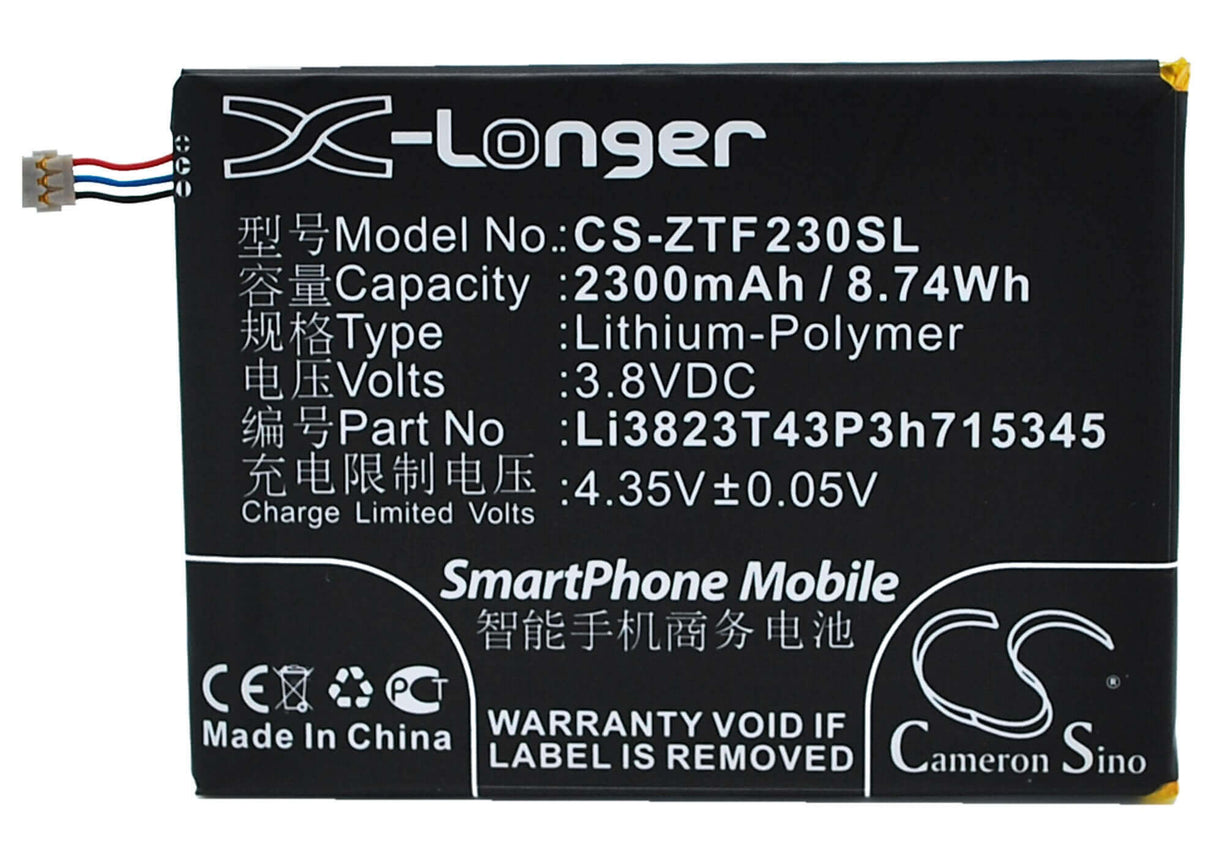 X-Longer
型号Model No.:CS-ZTF230SL
容量Capacity :2300mAh / 8.74Wh
规格Type :Lithium-Polymer
电压Volts :3.8VDC
编号Part No :Li3823T43P3h715345
充电限制电压 :4.35V±0.05V
Charge Limited Volts
SmartPhone Mobile
智能手机商务电池
CE PCT
Made In China
WARRANTY VOID IF
LABEL IS REMOVED
CS ®
Cameron Sino